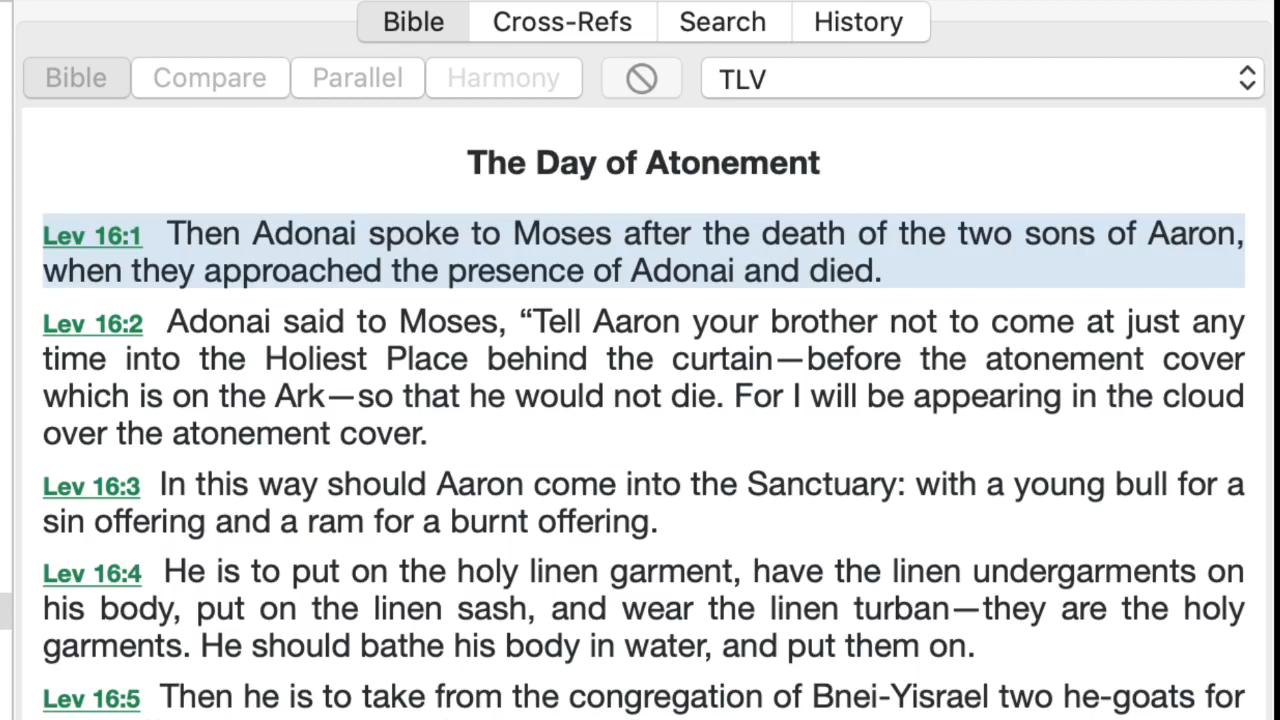 Bible Cross-Refs Search History
Bible Compare Parallel Harmony TLV
The Day of Atonement
Lev 16:1 Then Adonai spoke to Moses after the death of the two sons of Aaron,
when they approached the presence of Adonai and died.
Lev 16:2 Adonai said to Moses, “Tell Aaron your brother not to come at just any
time into the Holiest Place behind the curtain—before the atonement cover
which is on the Ark—so that he would not die. For I will be appearing in the cloud
over the atonement cover.
Lev 16:3 In this way should Aaron come into the Sanctuary: with a young bull for a
sin offering and a ram for a burnt offering.
Lev 16:4 He is to put on the holy linen garment, have the linen undergarments on
his body, put on the linen sash, and wear the linen turban—they are the holy
garments. He should bathe his body in water, and put them on.
Lev 16:5 Then he is to take from the congregation of Bnei-Yisrael two he-goats for